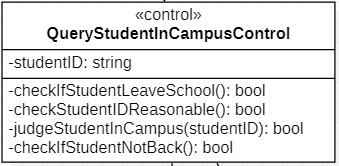 «control»
QueryStudentInCampusControl
-studentID: string
-checkIfStudentLeaveSchool(): bool
-checkStudentIDReasonable(): bool
-judgeStudentInCampus(studentID): bool
-checkIfStudentNotBack(): bool